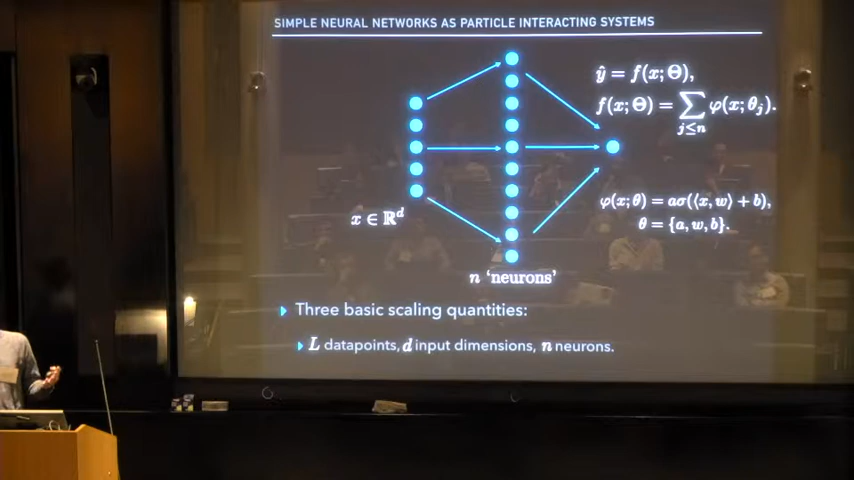 SIMPLE NEURAL NETWORKS AS PARTICLE INTERACTING SYSTEMS
ŷ = f(x; Θ),
f(x; Θ) = ∑_{j≤n} φ(x; θ_j).
φ(x; θ) = aσ(⟨x, w⟩ + b),
θ = {a, w, b}.
x ∈ ℝ^d
n 'neurons'
Three basic scaling quantities:
L datapoints, d input dimensions, n neurons.